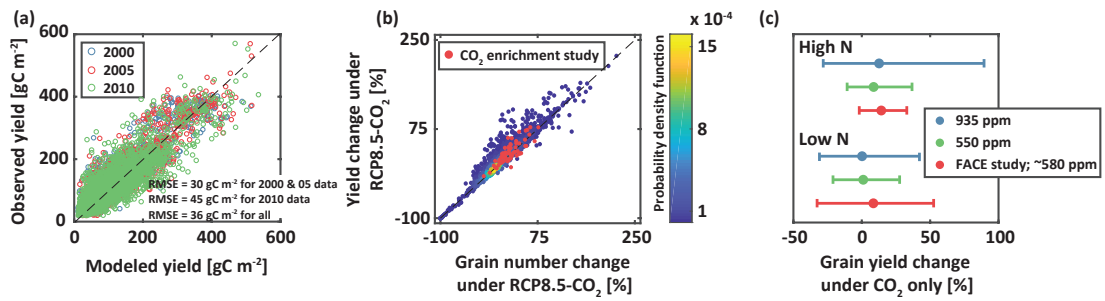 (a)
Observed yield [gC m⁻²]
600
400
200
0
2000
2005
2010
RMSE = 30 gC m⁻² for 2000 & 05 data
RMSE = 45 gC m⁻² for 2010 data
RMSE = 36 gC m⁻² for all
0 200 400 600
Modeled yield [gC m⁻²]
(b)
Yield change under
RCP8.5-CO₂ [%]
250
75
-100
CO₂ enrichment study
-100 75 250
Grain number change
under RCP8.5-CO₂ [%]
x 10⁻⁴
Probability density function
15
8
1
(c)
High N
Low N
935 ppm
550 ppm
FACE study; ~580 ppm
-50 0 50 100
Grain yield change
under CO₂ only [%]